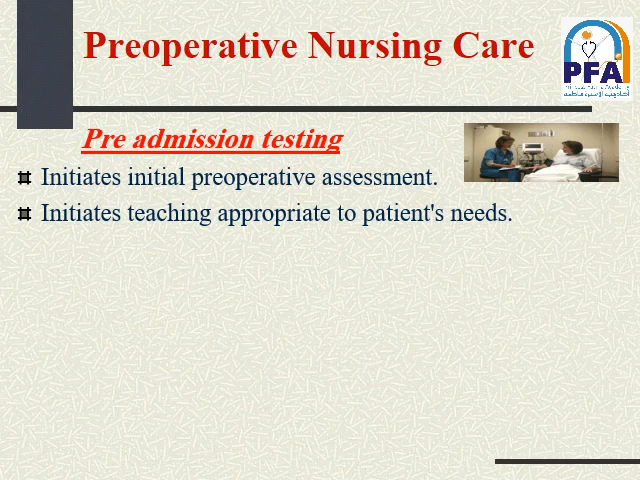 Preoperative Nursing Care
PFA
Pre admission testing
Initiates initial preoperative assessment.
Initiates teaching appropriate to patient's needs.